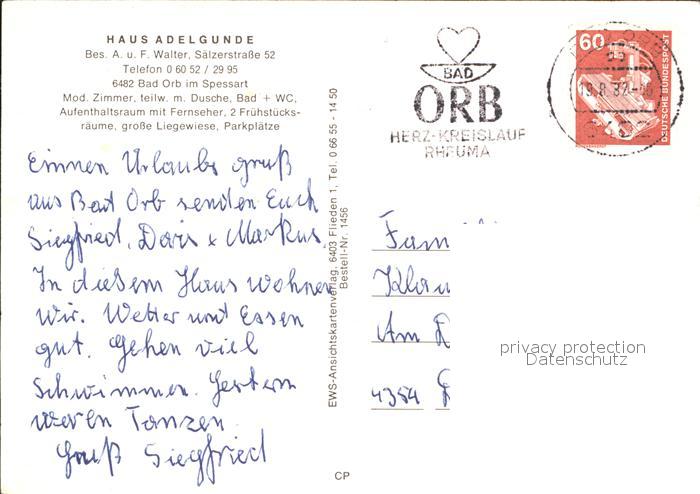 HAUS ADELGUNDE
Bes. A. u. F. Walter, Sälzerstraße 52
Telefon 0 60 52 / 29 95
6482 Bad Orb im Spessart
Mod. Zimmer, teilw. m. Dusche, Bad + WC,
Aufenthaltsraum mit Fernseher, 2 Frühstücks-
räume, große Liegewiese, Parkplätze
Einnen Urlaubs gruß
aus Bad Orb senden Euch
Siegfried, Doris + Markus.
In diesem Haus wohnen
wir. Wetter und Essen
gut. Gehen viel
schwimmen. Gestern
waren Tanzen.
Gruß Siegfried
EWS-Ansichtskartenverlag, 6403 Flieden 1, Tel. 0 66 55 - 14 50
Bestell-Nr. 1456
CP
BAD
ORB
HERZ-KREISLAUF
RHEUMA
60
DEUTSCHE BUNDESPOST
Fam
Klau
Am
4354
privacy protection
Datenschutz